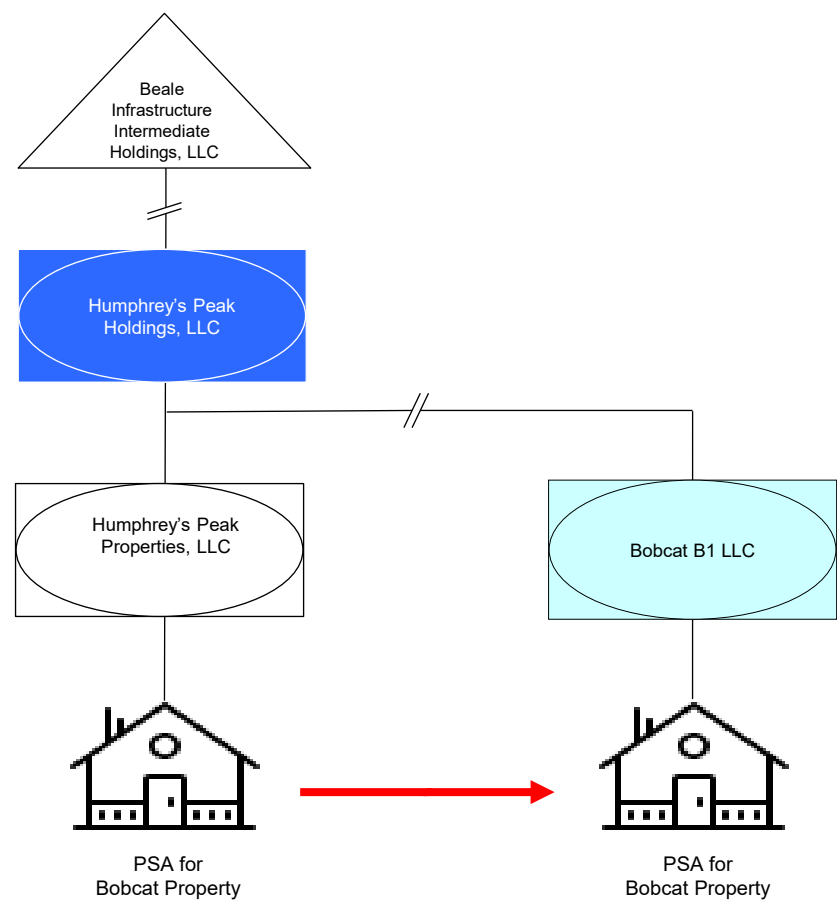 Beale
Infrastructure
Intermediate
Holdings, LLC
Humphrey's Peak
Holdings, LLC
Humphrey's Peak
Properties, LLC
Bobcat B1 LLC
PSA for
Bobcat Property
PSA for
Bobcat Property